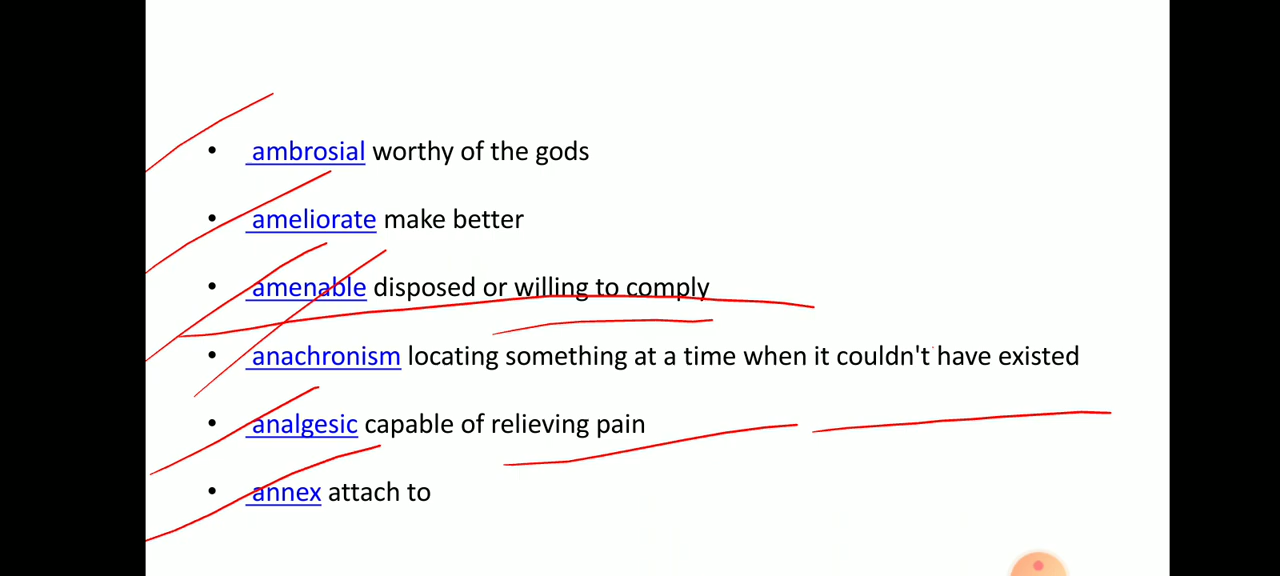 • ambrosial worthy of the gods
• ameliorate make better
• amenable disposed or willing to comply
• anachronism locating something at a time when it couldn't have existed
• analgesic capable of relieving pain
• annex attach to